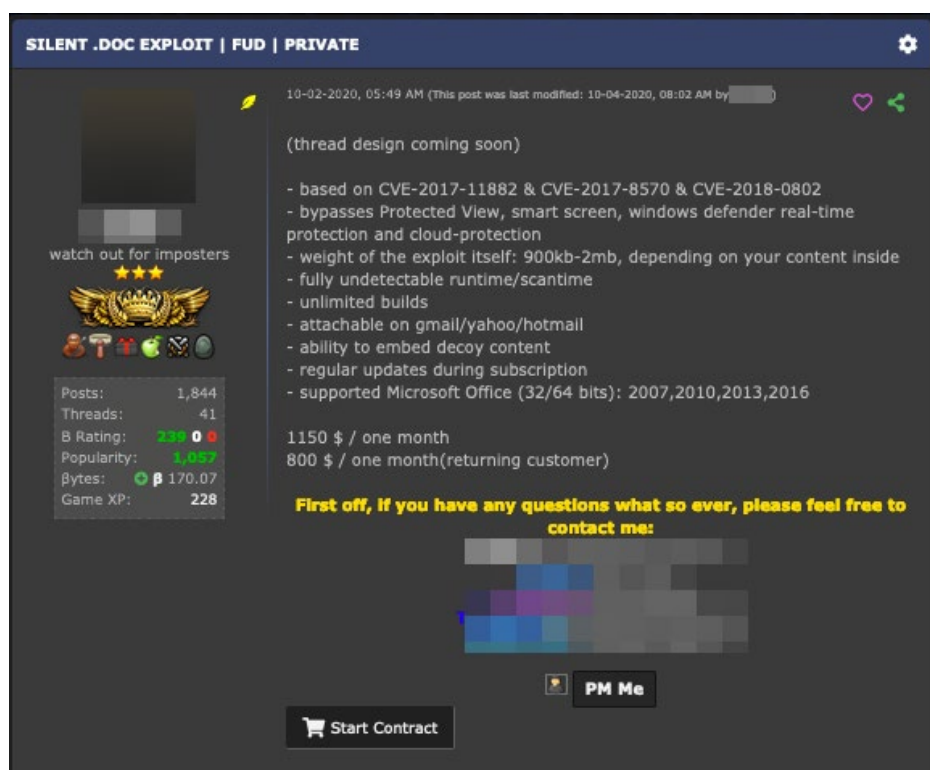 SILENT .DOC EXPLOIT | FUD | PRIVATE
10-02-2020, 05:49 AM (This post was last modified: 10-04-2020, 08:02 AM by )
(thread design coming soon)
- based on CVE-2017-11882 & CVE-2017-8570 & CVE-2018-0802
- bypasses Protected View, smart screen, windows defender real-time
protection and cloud-protection
- weight of the exploit itself: 900kb-2mb, depending on your content inside
- fully undetectable runtime/scantime
- unlimited builds
- attachable on gmail/yahoo/hotmail
- ability to embed decoy content
- regular updates during subscription
- supported Microsoft Office (32/64 bits): 2007,2010,2013,2016
1150 $ / one month
800 $ / one month(returning customer)
First off, if you have any questions what so ever, please feel free to
contact me:
PM Me
Start Contract
watch out for imposters
Posts: 1,844
Threads: 41
B Rating: 239 0 0
Popularity: 1,057
βytes: β 170.07
Game XP: 228